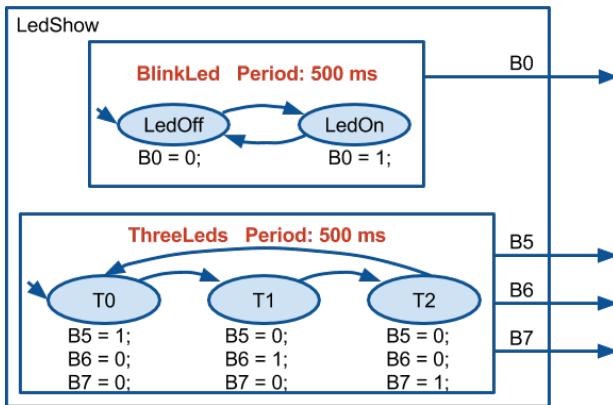 LedShow
BlinkLed Period: 500 ms
B0
LedOff
LedOn
B0 = 0;
B0 = 1;
ThreeLeds Period: 500 ms
B5
B6
B7
T0
T1
T2
B5 = 1;
B6 = 0;
B7 = 0;
B5 = 0;
B6 = 1;
B7 = 0;
B5 = 0;
B6 = 0;
B7 = 1;